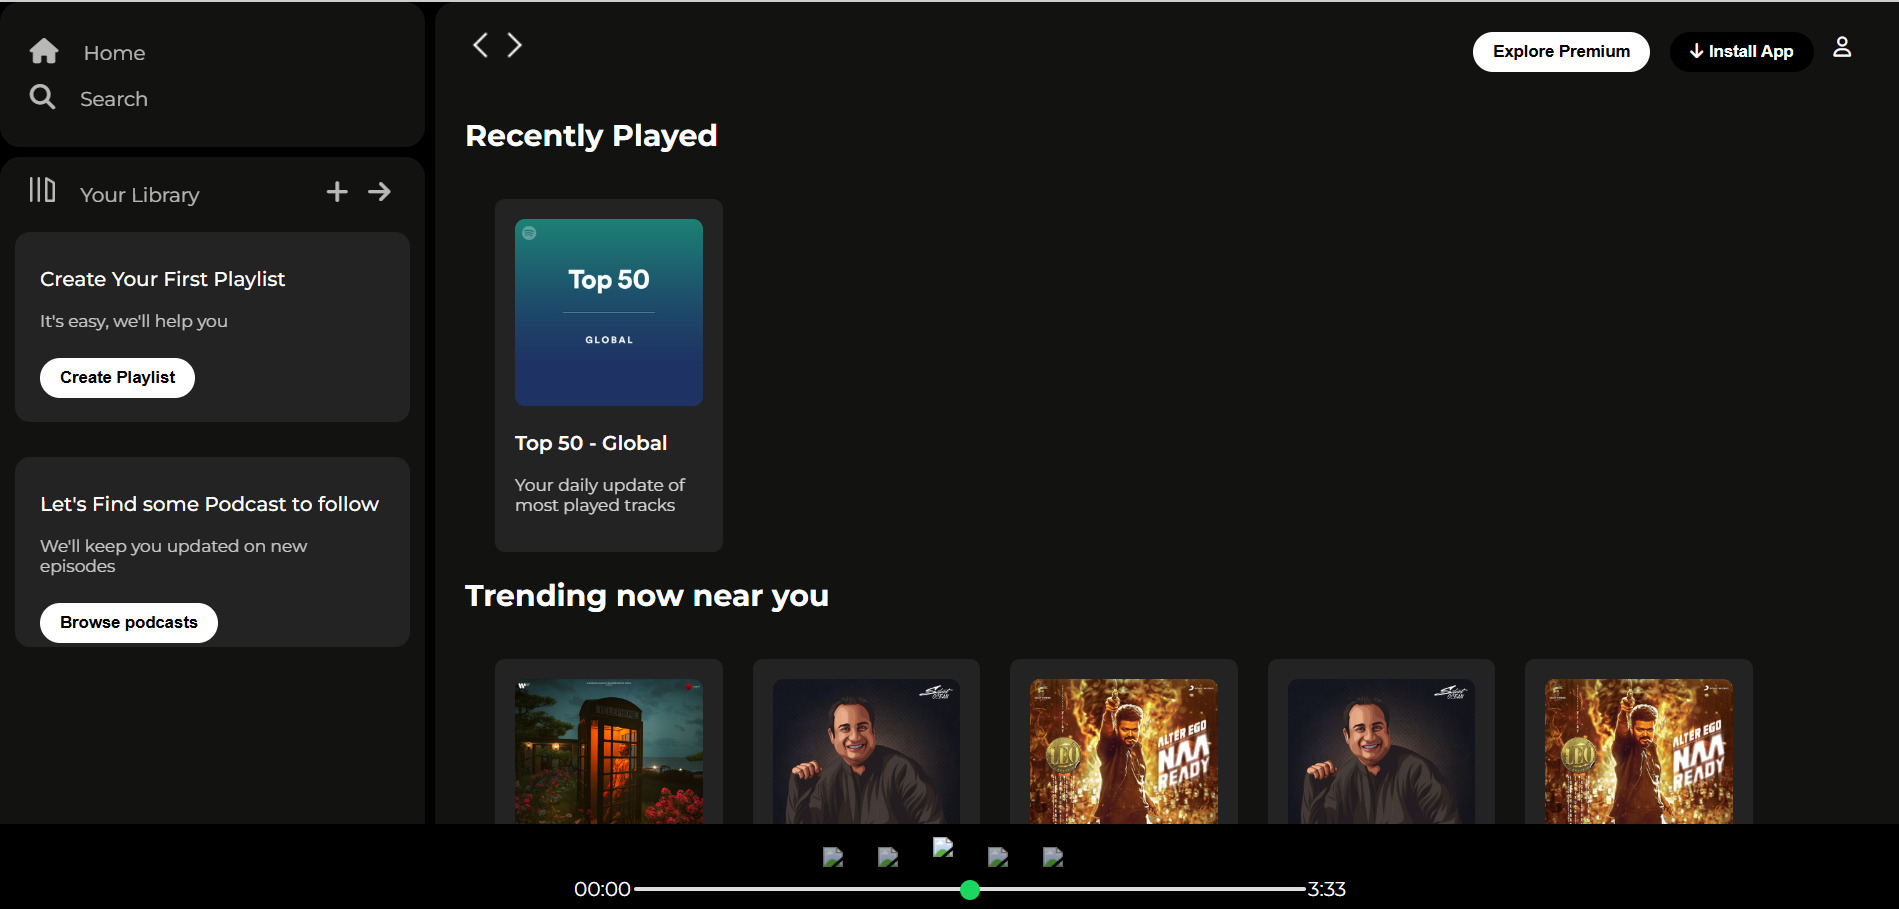 Home
Search
Your Library
Create Your First Playlist
It's easy, we'll help you
Create Playlist
Let's Find some Podcast to follow
We'll keep you updated on new
episodes
Browse podcasts
Explore Premium
Install App
Recently Played
Top 50
GLOBAL
Top 50 - Global
Your daily update of
most played tracks
Trending now near you
TELEPHONE
ALTER EGO
NAA
READY
LEO
ALTER EGO
NAA
READY
LEO
00:00
3:33